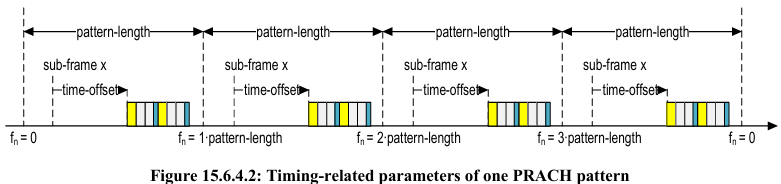 pattern-length pattern-length pattern-length pattern-length
sub-frame x sub-frame x sub-frame x sub-frame x
time-offset time-offset time-offset time-offset
fn = 0 fn = 1·pattern-length fn = 2·pattern-length fn = 3·pattern-length fn = 0
Figure 15.6.4.2: Timing-related parameters of one PRACH pattern